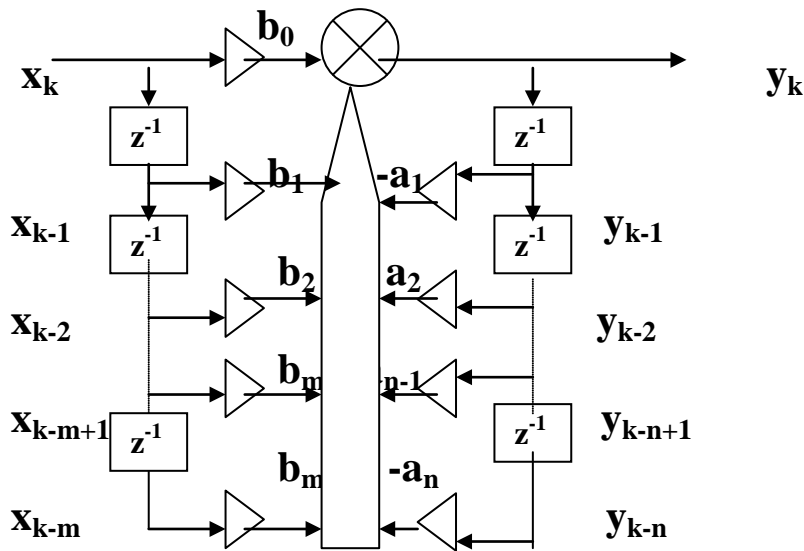 b₀
xₖ yₖ
z⁻¹ z⁻¹
b₁ -a₁
xₖ₋₁ z⁻¹ z⁻¹ yₖ₋₁
b₂ a₂
xₖ₋₂ yₖ₋₂
bₘ n-1
xₖ₋ₘ₊₁ z⁻¹ z⁻¹ yₖ₋ₙ₊₁
bₘ -aₙ
xₖ₋ₘ yₖ₋ₙ